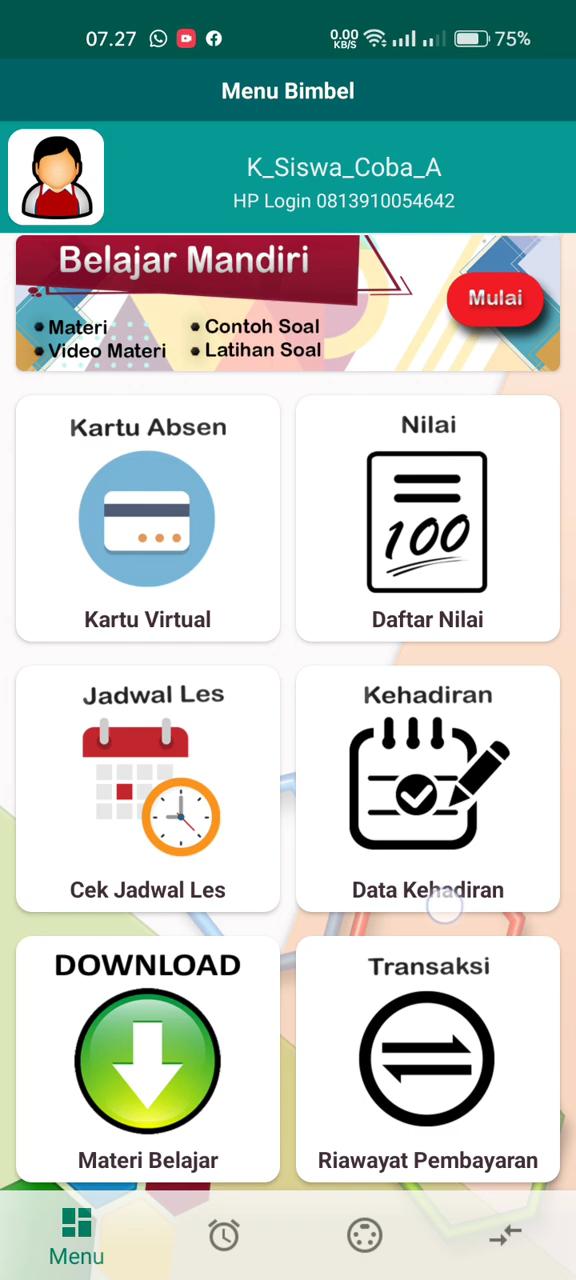 07.27
0.00 KB/S
75%
Menu Bimbel
K_Siswa_Coba_A
HP Login 0813910054642
Belajar Mandiri
Mulai
Materi
Contoh Soal
Video Materi
Latihan Soal
Kartu Absen
Nilai
100
Kartu Virtual
Daftar Nilai
Jadwal Les
Kehadiran
Cek Jadwal Les
Data Kehadiran
DOWNLOAD
Transaksi
Materi Belajar
Riawayat Pembayaran
Menu